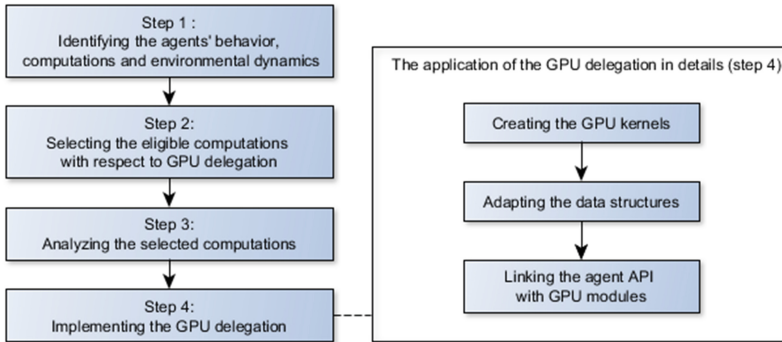 Step 1 :
Identifying the agents' behavior,
computations and environmental dynamics
Step 2:
Selecting the eligible computations
with respect to GPU delegation
Step 3:
Analyzing the selected computations
Step 4:
Implementing the GPU delegation
The application of the GPU delegation in details (step 4)
Creating the GPU kernels
Adapting the data structures
Linking the agent API
with GPU modules